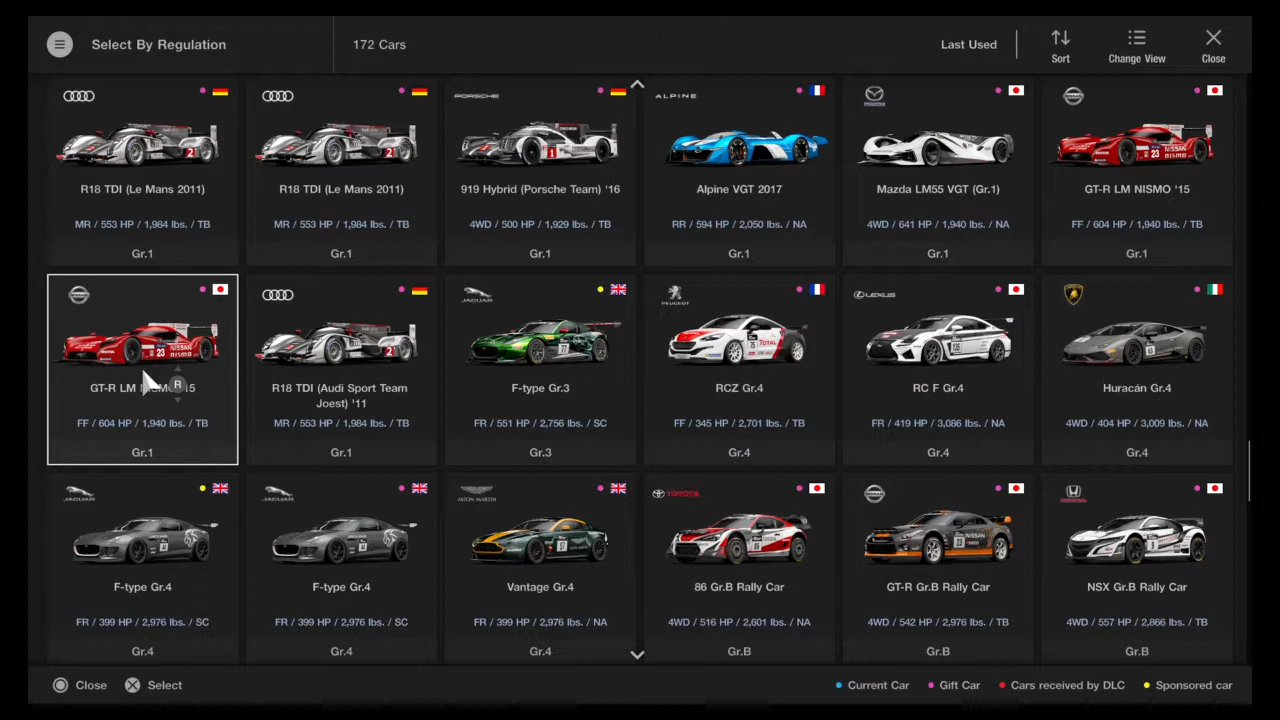 Select By Regulation
172 Cars
Last Used
Sort
Change View
Close
R18 TDI (Le Mans 2011)
MR / 553 HP / 1,984 lbs. / TB
Gr.1
R18 TDI (Le Mans 2011)
MR / 553 HP / 1,984 lbs. / TB
Gr.1
PORSCHE
919 Hybrid (Porsche Team) '16
4WD / 500 HP / 1,929 lbs. / TB
Gr.1
ALPINE
Alpine VGT 2017
RR / 594 HP / 2,050 lbs. / NA
Gr.1
Mazda LM55 VGT (Gr.1)
4WD / 641 HP / 1,940 lbs. / NA
Gr.1
GT-R LM NISMO '15
FF / 604 HP / 1,940 lbs. / TB
Gr.1
GT-R LM
15
R
FF / 604 HP / 1,940 lbs. / TB
Gr.1
R18 TDI (Audi Sport Team
Joest) '11
MR / 553 HP / 1,984 lbs. / TB
Gr.1
JAGUAR
F-type Gr.3
FR / 551 HP / 2,756 lbs. / SC
Gr.3
PEUGEOT
RCZ Gr.4
FF / 345 HP / 2,701 lbs. / TB
Gr.4
LEXUS
RC F Gr.4
FR / 419 HP / 3,086 lbs. / NA
Gr.4
Huracán Gr.4
4WD / 404 HP / 3,009 lbs. / NA
Gr.4
JAGUAR
F-type Gr.4
FR / 399 HP / 2,976 lbs. / SC
Gr.4
JAGUAR
F-type Gr.4
FR / 399 HP / 2,976 lbs. / SC
Gr.4
ASTON MARTIN
Vantage Gr.4
FR / 399 HP / 2,976 lbs. / NA
Gr.4
TOYOTA
86 Gr.B Rally Car
4WD / 516 HP / 2,601 lbs. / NA
Gr.B
GT-R Gr.B Rally Car
4WD / 542 HP / 2,976 lbs. / TB
Gr.B
HONDA
NSX Gr.B Rally Car
4WD / 557 HP / 2,866 lbs. / TB
Gr.B
Close
Select
Current Car
Gift Car
Cars received by DLC
Sponsored car